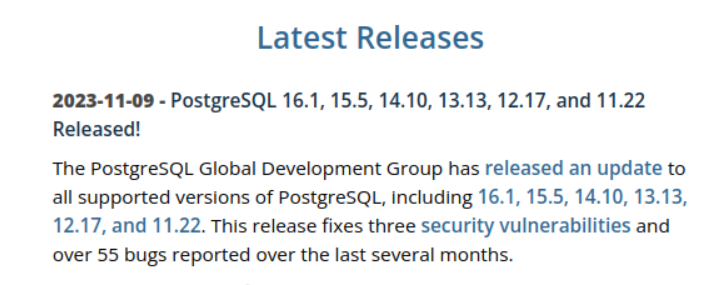 Latest Releases
2023-11-09 - PostgreSQL 16.1, 15.5, 14.10, 13.13, 12.17, and 11.22
Released!
The PostgreSQL Global Development Group has released an update to
all supported versions of PostgreSQL, including 16.1, 15.5, 14.10, 13.13,
12.17, and 11.22. This release fixes three security vulnerabilities and
over 55 bugs reported over the last several months.